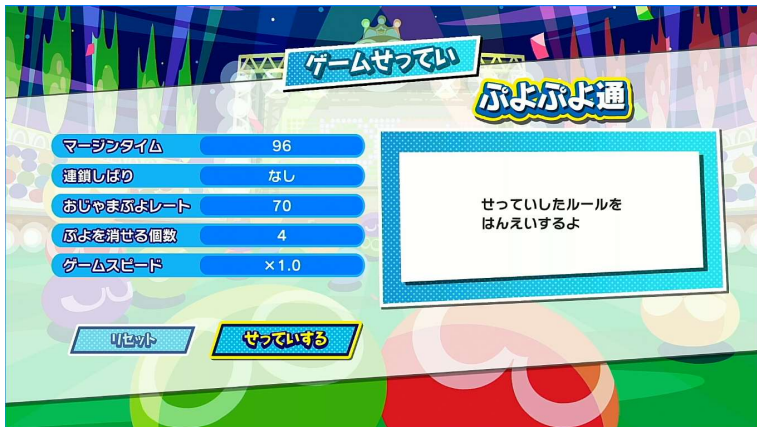 ゲームせってい
ぷよぷよ通
マージンタイム 96
連鎖しばり なし
おじゃまぷよレート 70
ぷよを消せる個数 4
ゲームスピード ×1.0
せっていしたルールを
はんえいするよ
リセット せっていする